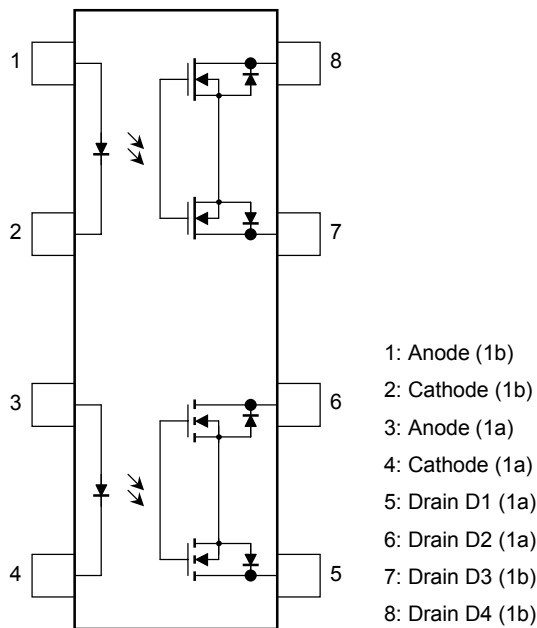 1
8
2
7
3
6
4
5
1: Anode (1b)
2: Cathode (1b)
3: Anode (1a)
4: Cathode (1a)
5: Drain D1 (1a)
6: Drain D2 (1a)
7: Drain D3 (1b)
8: Drain D4 (1b)